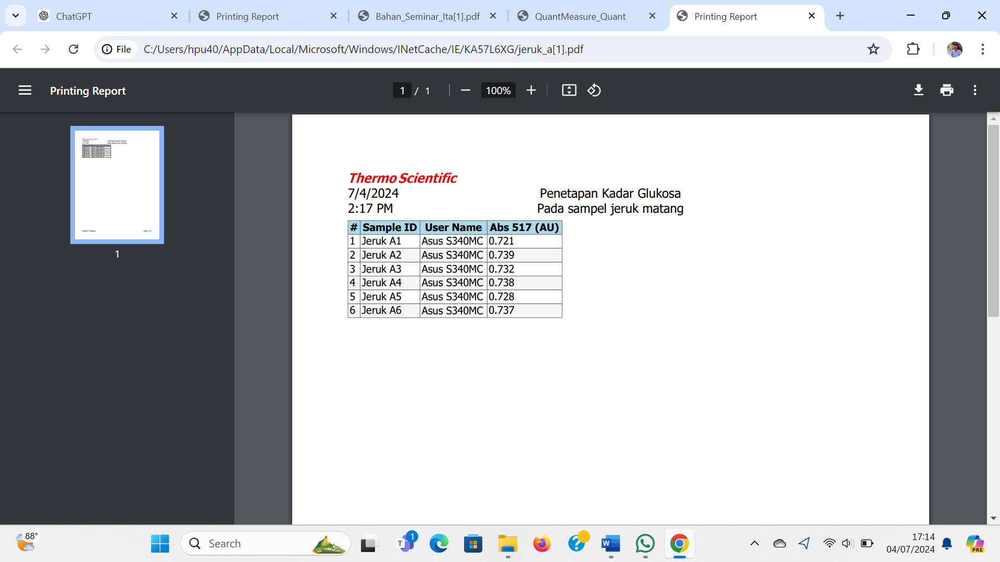 ChatGPT
Printing Report
Bahan_Seminar_Ita[1].pdf
QuantMeasure_Quant
Printing Report
File
C:/Users/hpu40/AppData/Local/Microsoft/Windows/INetCache/IE/KA57L6XG/jeruk_a[1].pdf
Printing Report
1 / 1
100%
Thermo Scientific
7/4/2024 Penetapan Kadar Glukosa
2:17 PM Pada sampel jeruk matang
# Sample ID User Name Abs 517 (AU)
1 Jeruk A1 Asus S340MC 0.721
2 Jeruk A2 Asus S340MC 0.739
3 Jeruk A3 Asus S340MC 0.732
4 Jeruk A4 Asus S340MC 0.738
5 Jeruk A5 Asus S340MC 0.728
6 Jeruk A6 Asus S340MC 0.737
1
88°
Search
1
17:14
04/07/2024
PRE